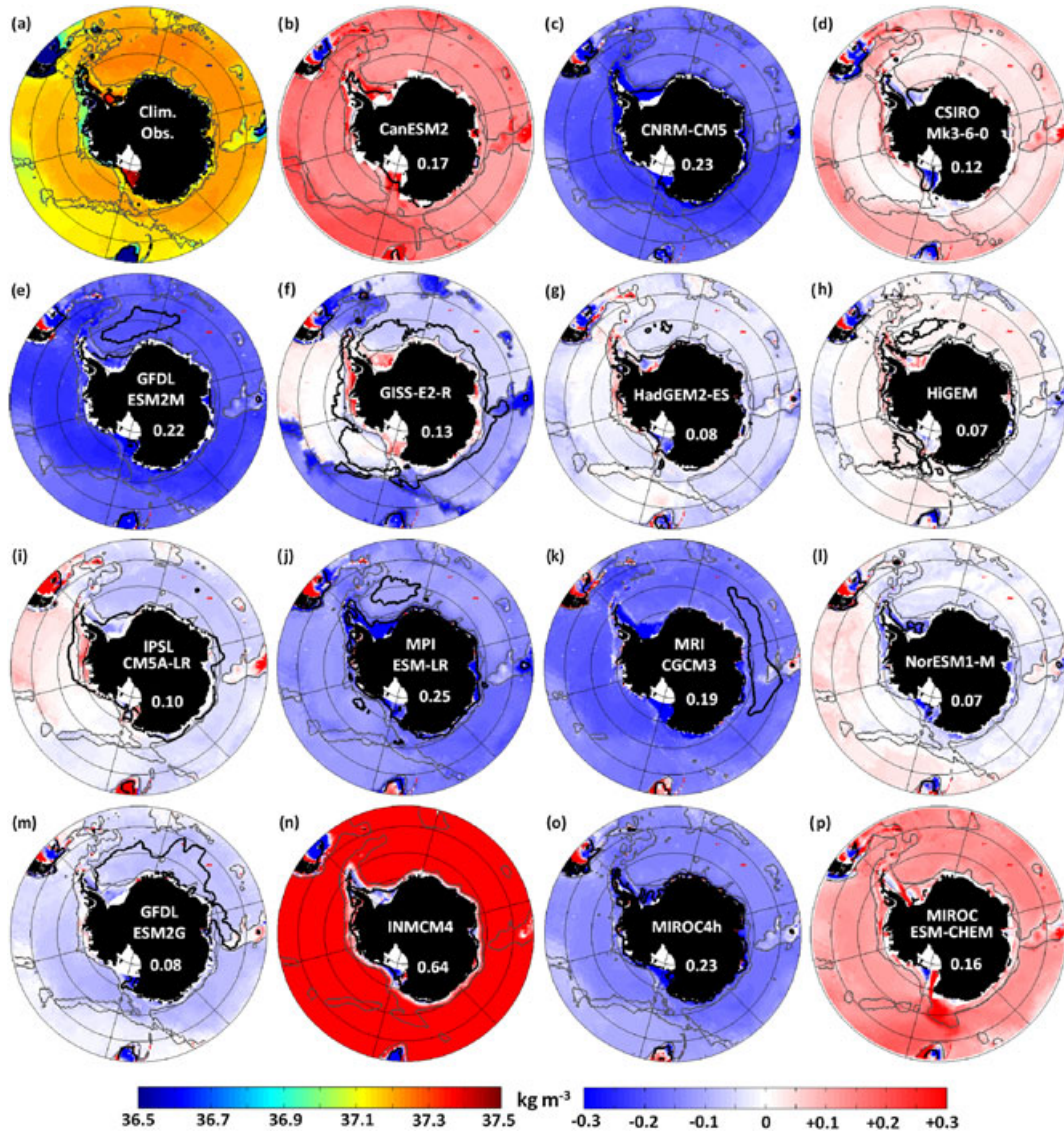 (a)
Clim.
Obs.
(b)
CanESM2
0.17
(c)
CNRM-CM5
0.23
(d)
CSIRO
Mk3-6-0
0.12
(e)
GFDL
ESM2M
0.22
(f)
GISS-E2-R
0.13
(g)
HadGEM2-ES
0.08
(h)
HiGEM
0.07
(i)
IPSL
CM5A-LR
0.10
(j)
MPI
ESM-LR
0.25
(k)
MRI
CGCM3
0.19
(l)
NorESM1-M
0.07
(m)
GFDL
ESM2G
0.08
(n)
INMCM4
0.64
(o)
MIROC4h
0.23
(p)
MIROC
ESM-CHEM
0.16
kg m⁻³
36.5 36.7 36.9 37.1 37.3 37.5
-0.3 -0.2 -0.1 0 +0.1 +0.2 +0.3